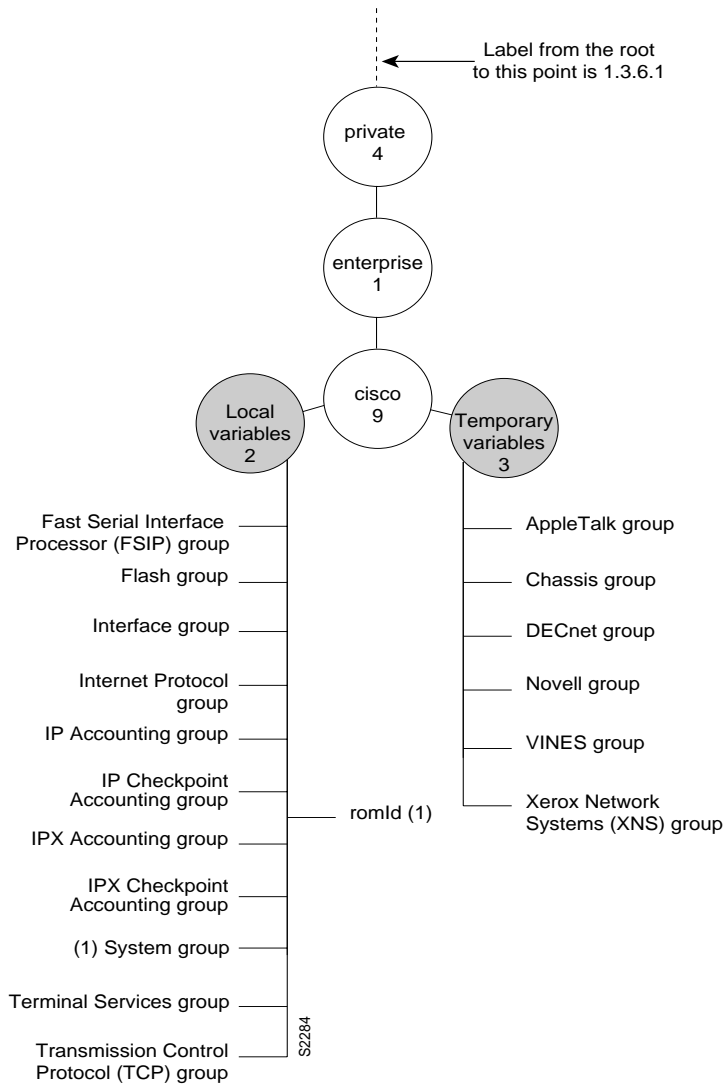 Label from the root
to this point is 1.3.6.1
private
4
enterprise
1
cisco
9
Local
variables
2
Temporary
variables
3
Fast Serial Interface
Processor (FSIP) group
Flash group
Interface group
Internet Protocol
group
IP Accounting group
IP Checkpoint
Accounting group
IPX Accounting group
IPX Checkpoint
Accounting group
(1) System group
Terminal Services group
Transmission Control
Protocol (TCP) group
romId (1)
S2284
AppleTalk group
Chassis group
DECnet group
Novell group
VINES group
Xerox Network
Systems (XNS) group